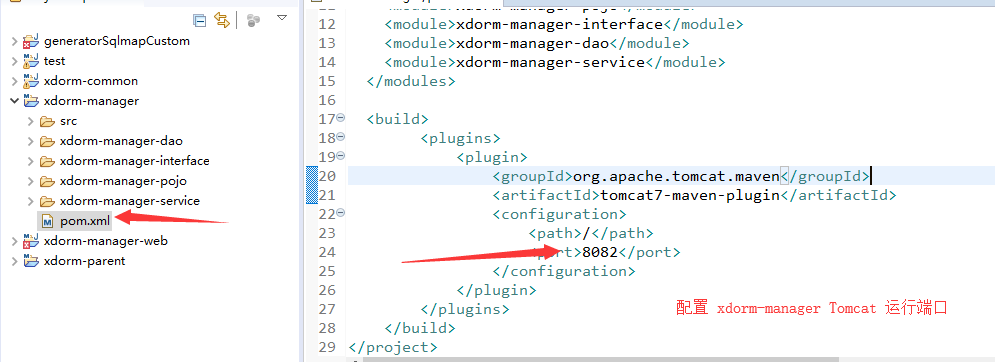 generatorSqlmapCustom
test
xdorm-common
xdorm-manager
src
xdorm-manager-dao
xdorm-manager-interface
xdorm-manager-pojo
xdorm-manager-service
pom.xml
xdorm-manager-web
xdorm-parent
12 <module>xdorm-manager-interface</module>
13 <module>xdorm-manager-dao</module>
14 <module>xdorm-manager-service</module>
15 </modules>
16
17 <build>
18 <plugins>
19 <plugin>
20 <groupId>org.apache.tomcat.maven</groupId>
21 <artifactId>tomcat7-maven-plugin</artifactId>
22 <configuration>
23 <path>/</path>
24 8082</port>
25 </configuration>
26 </plugin>
27 </plugins>
28 </build>
29 </project>
配置 xdorm-manager Tomcat 运行端口